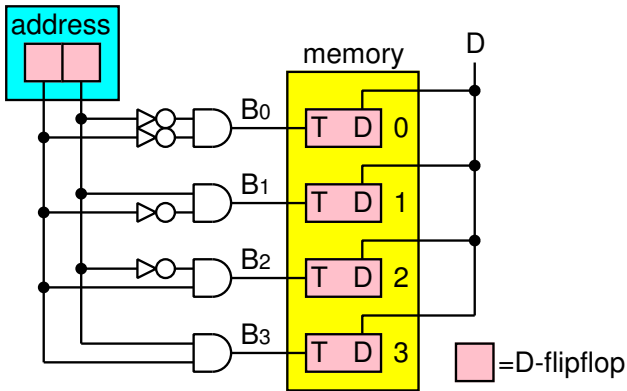 address
memory
D
B0
T D 0
B1
T D 1
B2
T D 2
B3
T D 3
=D-flipflop